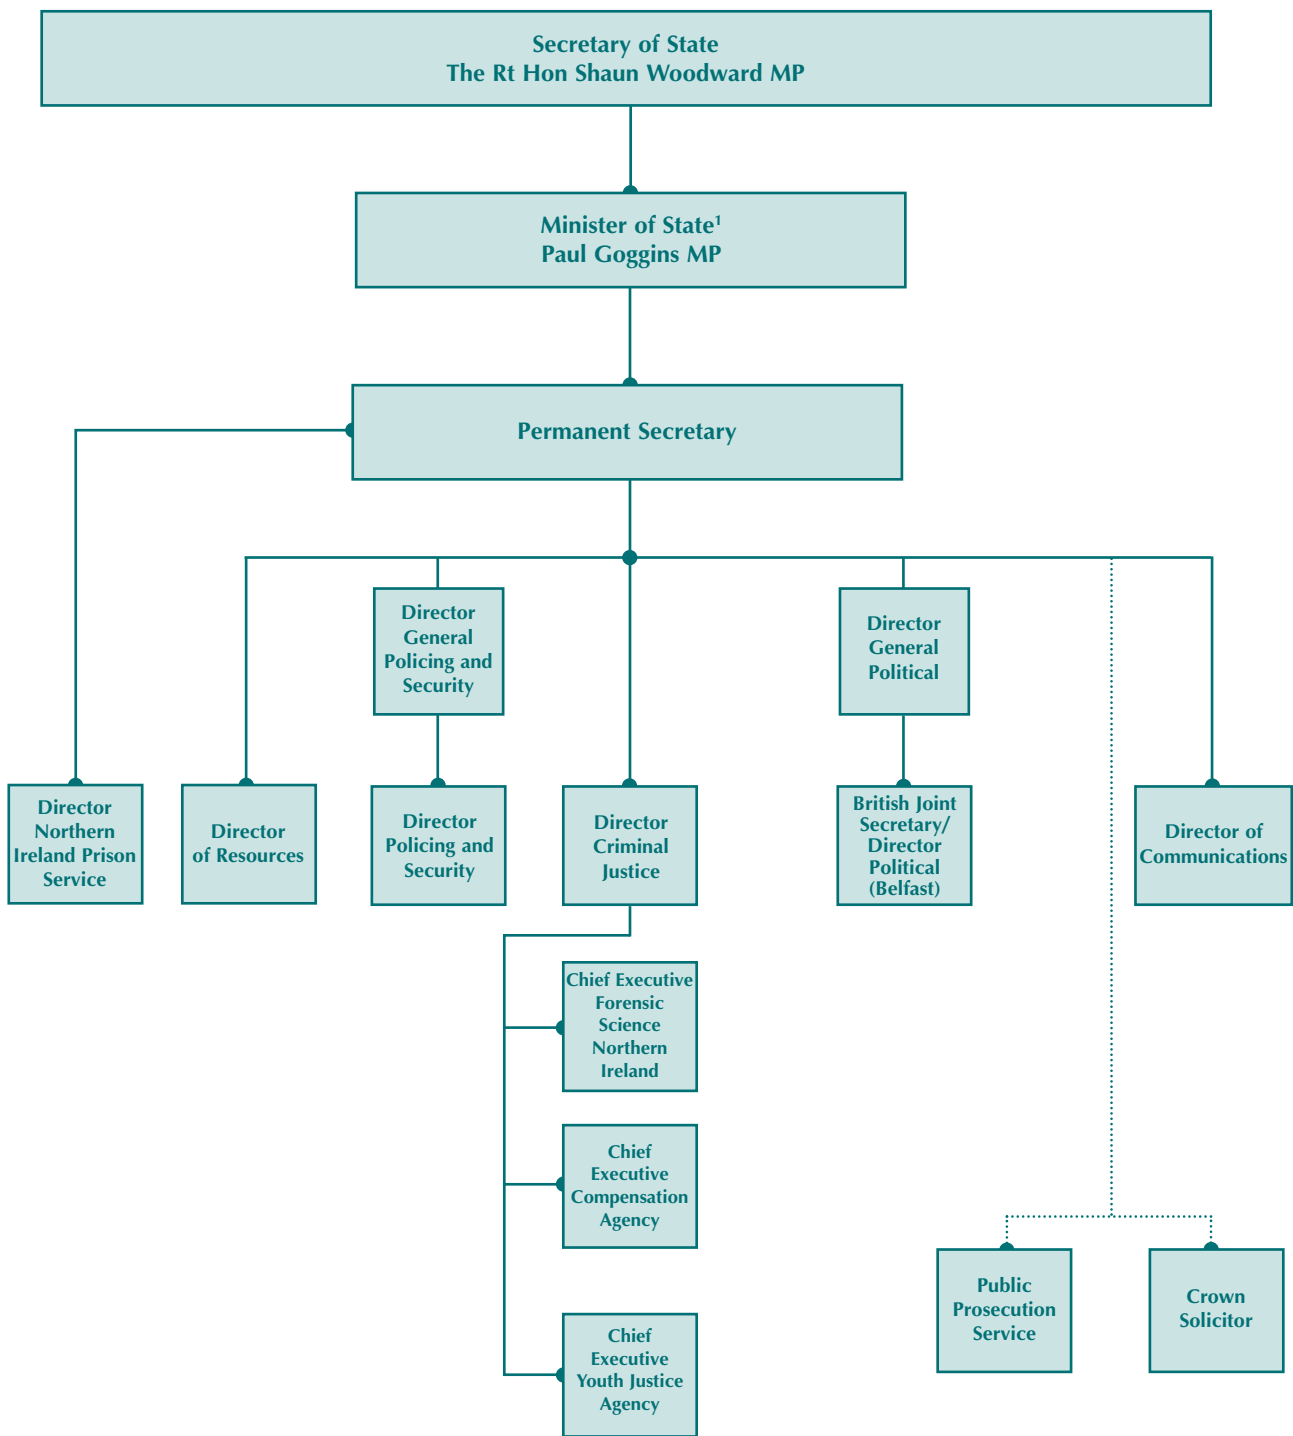 Secretary of State
The Rt Hon Shaun Woodward MP
Minister of State¹
Paul Goggins MP
Permanent Secretary
Director
General
Policing and
Security
Director
General
Political
Director
Northern
Ireland Prison
Service
Director
of Resources
Director
Policing and
Security
Director
Criminal
Justice
British Joint
Secretary/
Director
Political
(Belfast)
Director of
Communications
Chief Executive
Forensic
Science
Northern
Ireland
Chief
Executive
Compensation
Agency
Public
Prosecution
Service
Crown
Solicitor
Chief
Executive
Youth Justice
Agency